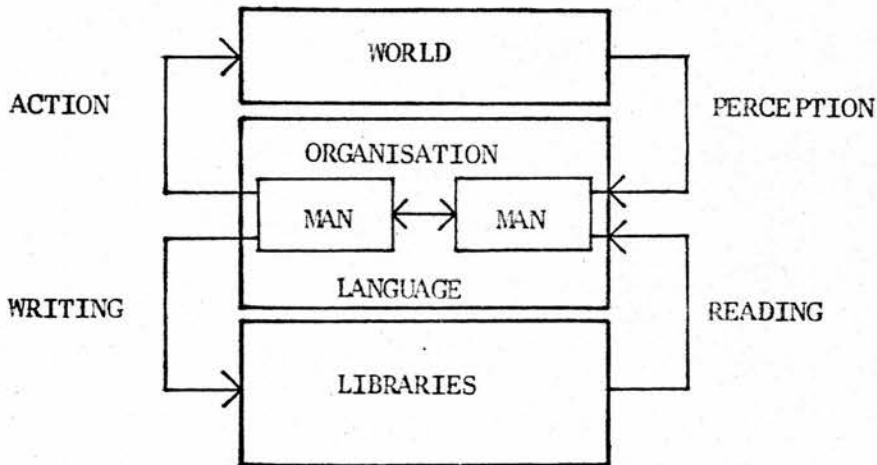 WORLD
ACTION
PERCEPTION
ORGANISATION
MAN
MAN
LANGUAGE
WRITING
READING
LIBRARIES